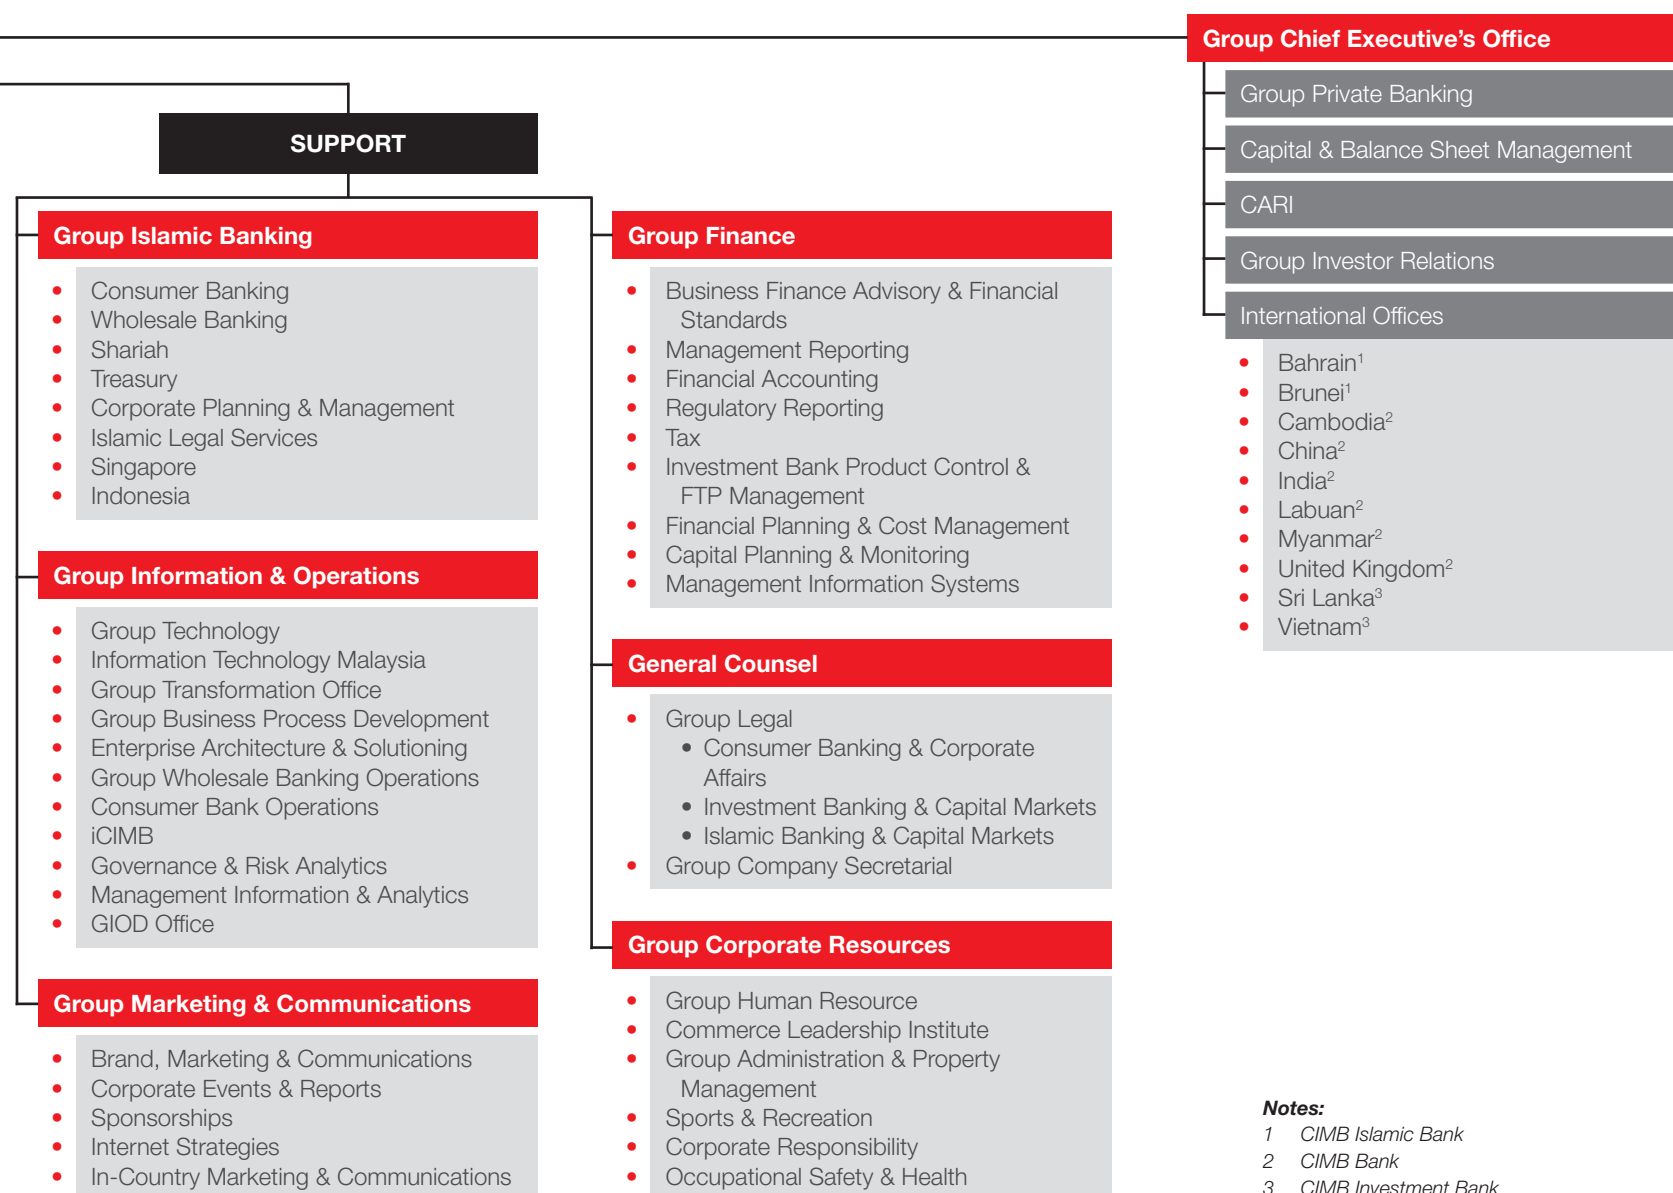 SUPPORT
Group Islamic Banking
• Consumer Banking
• Wholesale Banking
• Shariah
• Treasury
• Corporate Planning & Management
• Islamic Legal Services
• Singapore
• Indonesia
Group Information & Operations
• Group Technology
• Information Technology Malaysia
• Group Transformation Office
• Group Business Process Development
• Enterprise Architecture & Solutioning
• Group Wholesale Banking Operations
• Consumer Bank Operations
• iCIMB
• Governance & Risk Analytics
• Management Information & Analytics
• GIOD Office
Group Marketing & Communications
• Brand, Marketing & Communications
• Corporate Events & Reports
• Sponsorships
• Internet Strategies
• In-Country Marketing & Communications
Group Finance
• Business Finance Advisory & Financial
Standards
• Management Reporting
• Financial Accounting
• Regulatory Reporting
• Tax
• Investment Bank Product Control &
FTP Management
• Financial Planning & Cost Management
• Capital Planning & Monitoring
• Management Information Systems
General Counsel
• Group Legal
• Consumer Banking & Corporate
Affairs
• Investment Banking & Capital Markets
• Islamic Banking & Capital Markets
• Group Company Secretarial
Group Corporate Resources
• Group Human Resource
• Commerce Leadership Institute
• Group Administration & Property
Management
• Sports & Recreation
• Corporate Responsibility
• Occupational Safety & Health
Group Chief Executive's Office
Group Private Banking
Capital & Balance Sheet Management
CARI
Group Investor Relations
International Offices
• Bahrain¹
• Brunei¹
• Cambodia²
• China²
• India²
• Labuan²
• Myanmar²
• United Kingdom²
• Sri Lanka³
• Vietnam³
Notes:
1 CIMB Islamic Bank
2 CIMB Bank
3 CIMB Investment Bank